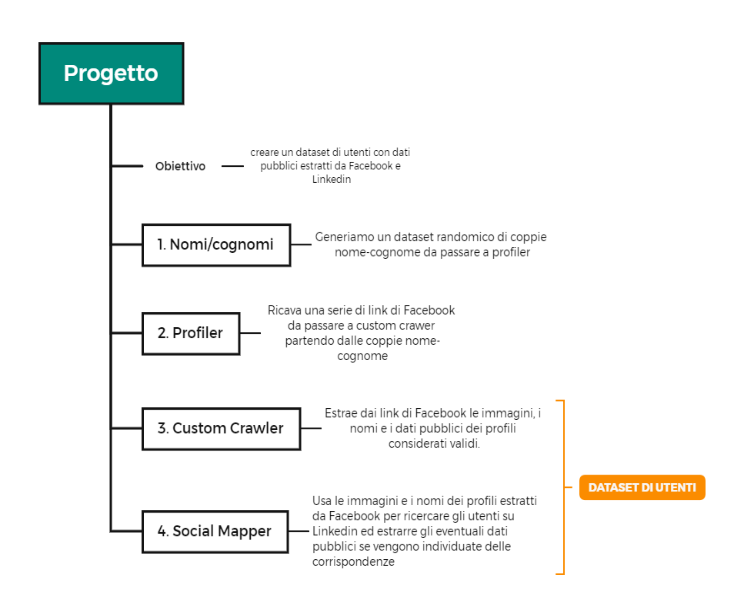 Progetto
Obiettivo
creare un dataset di utenti con dati
pubblici estratti da Facebook e
Linkedin
1. Nomi/cognomi
Generiamo un dataset randomico di coppie
nome-cognome da passare a profiler
2. Profiler
Ricava una serie di link di Facebook
da passare a custom crawer
partendo dalle coppie nome-
cognome
3. Custom Crawler
Estrae dai link di Facebook le immagini, i
nomi e i dati pubblici dei profili
considerati validi.
4. Social Mapper
Usa le immagini e i nomi dei profili estratti
da Facebook per ricercare gli utenti su
Linkedin ed estrarre gli eventuali dati
pubblici se vengono individuate delle
corrispondenze
DATASET DI UTENTI